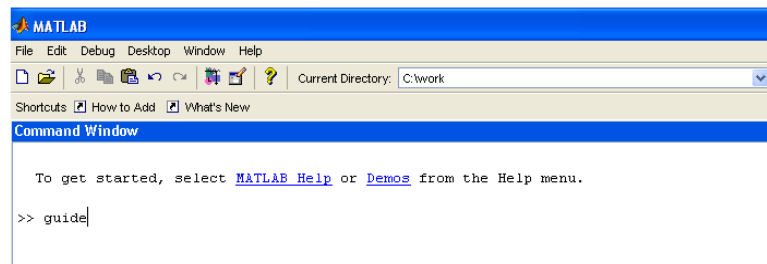 MATLAB
File Edit Debug Desktop Window Help
Current Directory: C:\work
Shortcuts How to Add What's New
Command Window
To get started, select MATLAB Help or Demos from the Help menu.
>> guide